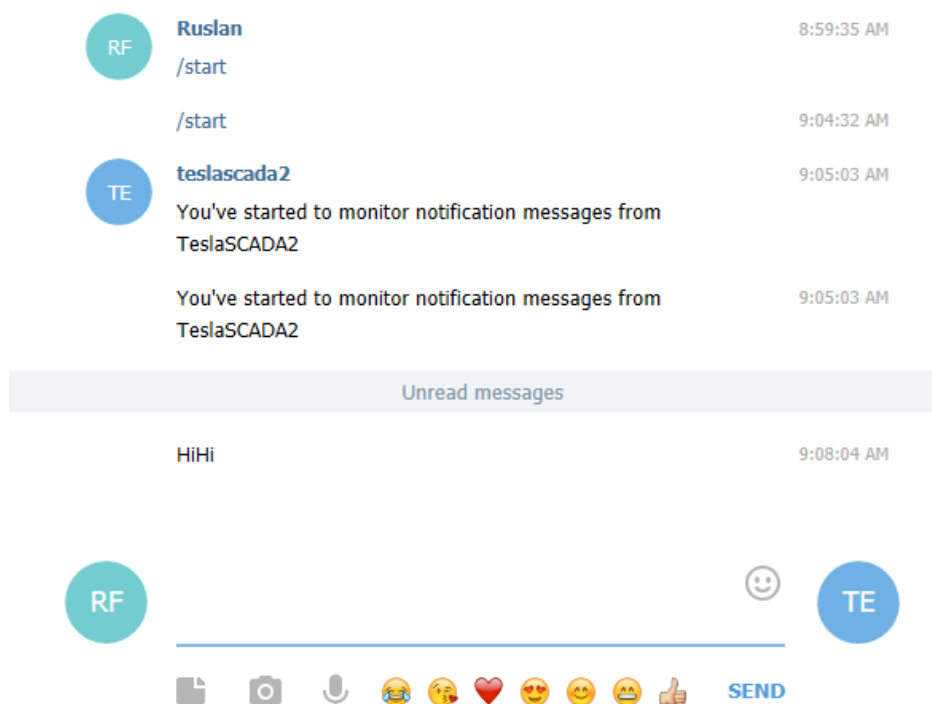 Ruslan 8:59:35 AM
RF
/start
/start 9:04:32 AM
teslascada2 9:05:03 AM
TE
You've started to monitor notification messages from
TeslaSCADA2
You've started to monitor notification messages from 9:05:03 AM
TeslaSCADA2
Unread messages
HiHi 9:08:04 AM
RF
TE
SEND